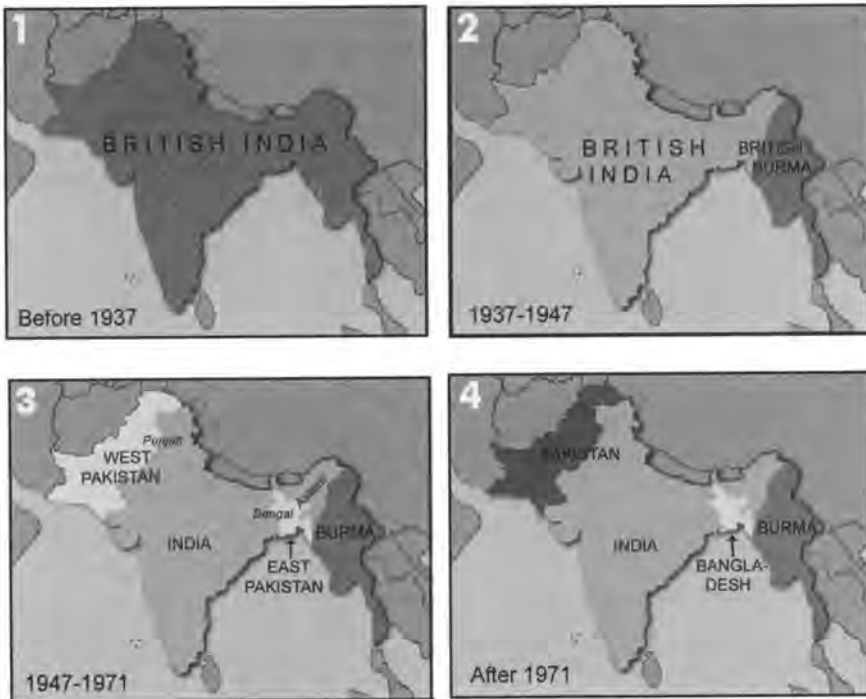 1
BRITISH INDIA
Before 1937
2
BRITISH
INDIA
BRITISH
BURMA
1937-1947
3
Punjab
WEST
PAKISTAN
Bengal
INDIA
BURMA
EAST
PAKISTAN
1947-1971
4
PAKISTAN
INDIA
BURMA
BANGLA-
DESH
After 1971